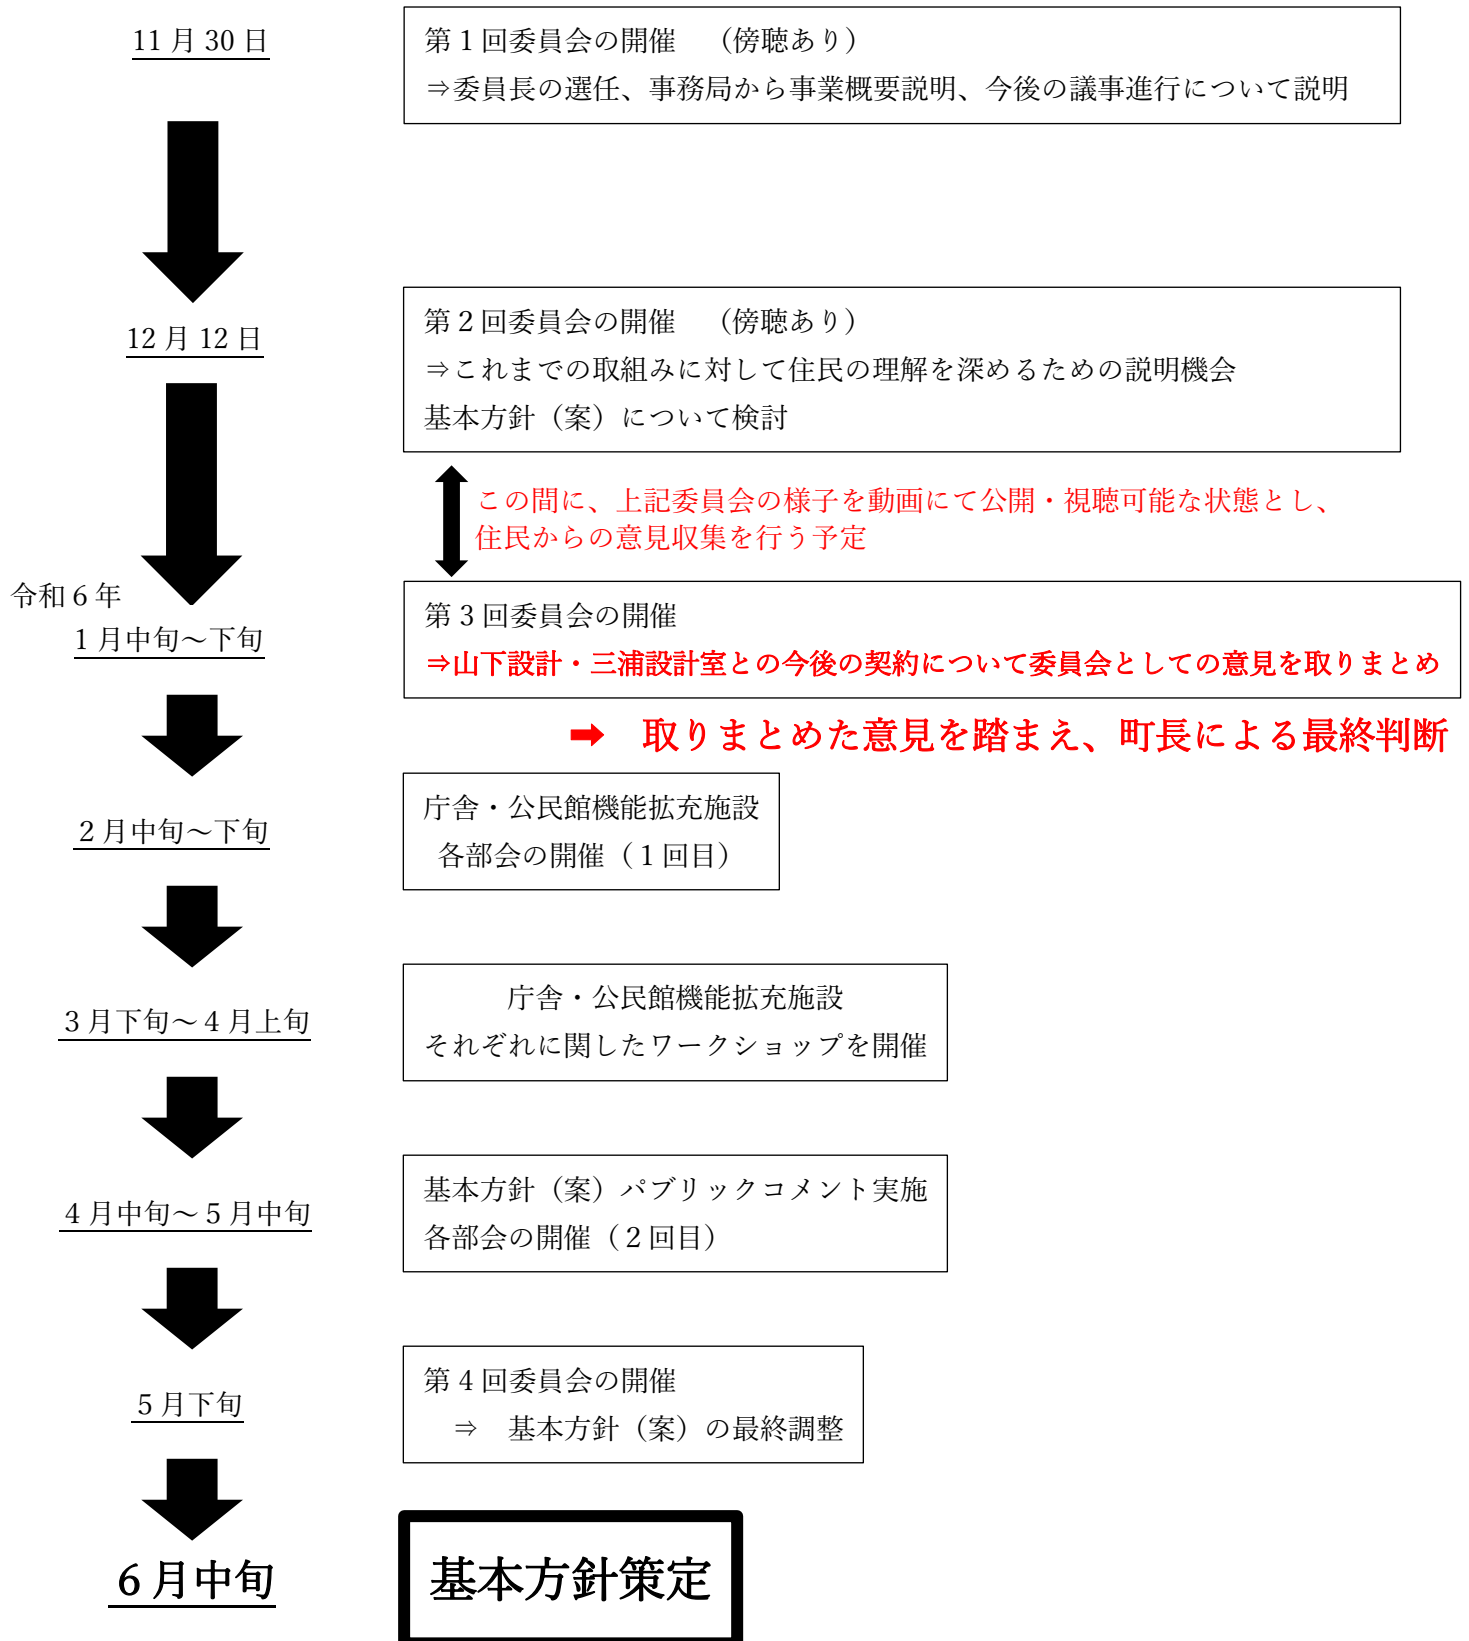 11月30日
第1回委員会の開催　（傍聴あり）
⇒委員長の選任、事務局から事業概要説明、今後の議事進行について説明
12月12日
第2回委員会の開催　（傍聴あり）
⇒これまでの取組みに対して住民の理解を深めるための説明機会
基本方針（案）について検討
この間に、上記委員会の様子を動画にて公開・視聴可能な状態とし、
住民からの意見収集を行う予定
令和6年
1月中旬～下旬
第3回委員会の開催
⇒山下設計・三浦設計室との今後の契約について委員会としての意見を取りまとめ
➡　取りまとめた意見を踏まえ、町長による最終判断
2月中旬～下旬
庁舎・公民館機能拡充施設
各部会の開催（1回目）
3月下旬～4月上旬
庁舎・公民館機能拡充施設
それぞれに関したワークショップを開催
4月中旬～5月中旬
基本方針（案）パブリックコメント実施
各部会の開催（2回目）
5月下旬
第4回委員会の開催
⇒　基本方針（案）の最終調整
6月中旬
基本方針策定